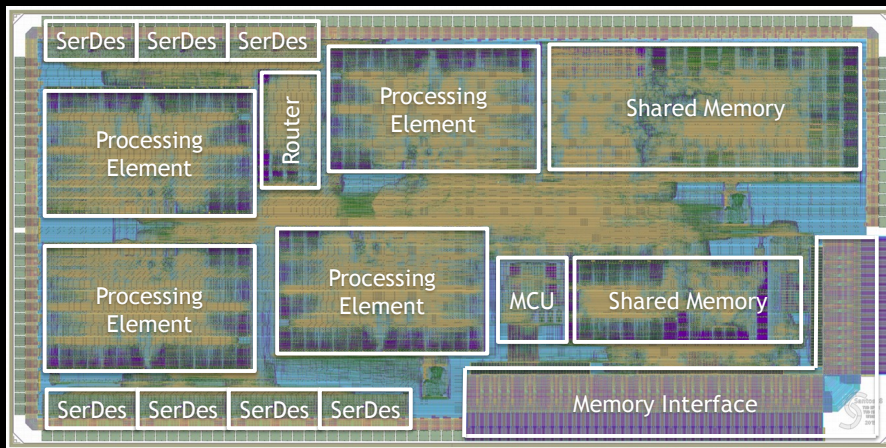 SerDes SerDes SerDes
Processing
Element
Router
Processing
Element
Shared Memory
Processing
Element
Processing
Element
MCU
Shared Memory
SerDes SerDes SerDes SerDes
Memory Interface